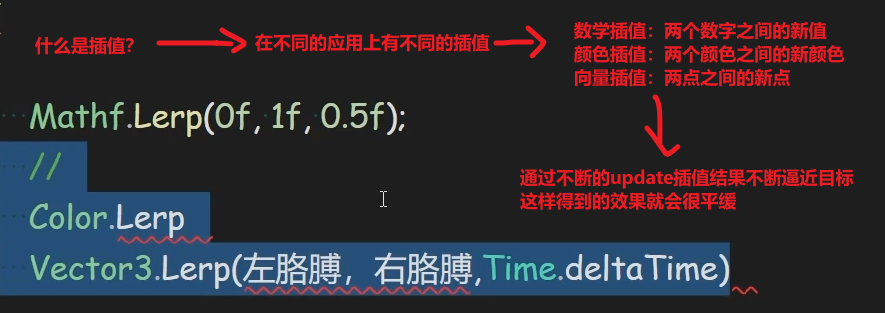 什么是插值?
在不同的应用上有不同的插值
数学插值：两个数字之间的新值
颜色插值：两个颜色之间的新颜色
向量插值：两点之间的新点
Mathf.Lerp(0f, 1f, 0.5f);
//
通过不断的update插值结果不断逼近目标
这样得到的效果就会很平缓
Color.Lerp
Vector3.Lerp(左胳膊，右胳膊,Time.deltaTime)